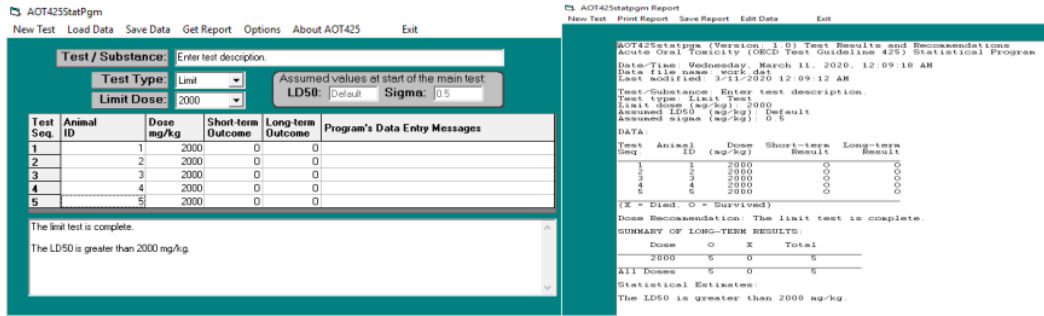 AOT425StatPgm
New Test Load Data Save Data Get Report Options About AOT425 Exit
Test / Substance: Enter test description.
Test Type: Limit
Limit Dose: 2000
Assumed values at start of the main test
LD50: Default Sigma: 0.5
Test Seq. Animal ID Dose mg/kg Short-term Outcome Long-term Outcome Program's Data Entry Messages
1 1 2000 O O
2 2 2000 O O
3 3 2000 O O
4 4 2000 O O
5 5 2000 O O
The limit test is complete.
The LD50 is greater than 2000 mg/kg.
AOT425statpgm Report
New Test Print Report Save Report Edit Data Exit
AOT425statpgm (Version: 1.0) Test Results and Recommendations
Acute Oral Toxicity (OECD Test Guideline 425) Statistical Program
Date/Time: Wednesday, March 11, 2020, 12:09:18 AM
Data file name: work.dat
Last modified: 3/11/2020 12:09:12 AM
Test/Substance: Enter test description.
Test type: Limit Test
Limit dose (mg/kg): 2000
Assumed LD50 (mg/kg): Default
Assumed sigma (mg/kg): 0.5
DATA:
Test Animal Dose Short-term Long-term
Seq. ID (mg/kg) Result Result
1 1 2000 O O
2 2 2000 O O
3 3 2000 O O
4 4 2000 O O
5 5 2000 O O
(X = Died, O = Survived)
Dose Recommendation: The limit test is complete.
SUMMARY OF LONG-TERM RESULTS:
Dose O X Total
2000 5 0 5
All Doses 5 0 5
Statistical Estimates:
The LD50 is greater than 2000 mg/kg.